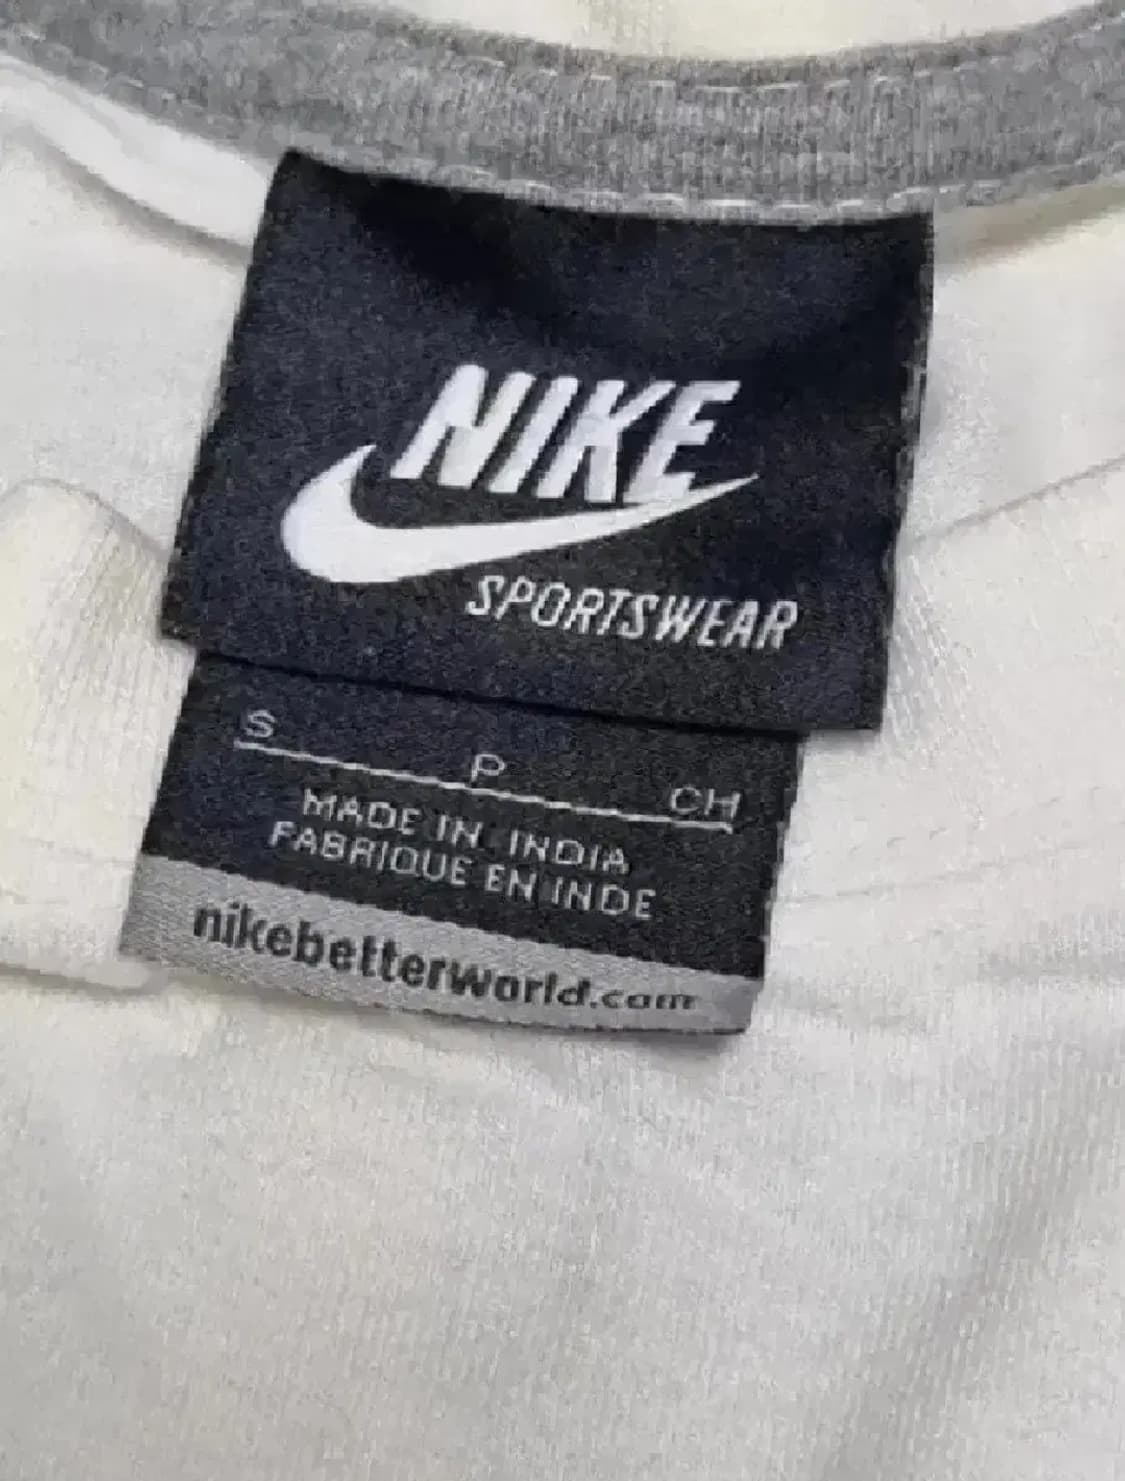 NIKE
SPORTSWEAR
S P CH
MADE IN INDIA
FABRIQUE EN INDE
nikebetterworld.com